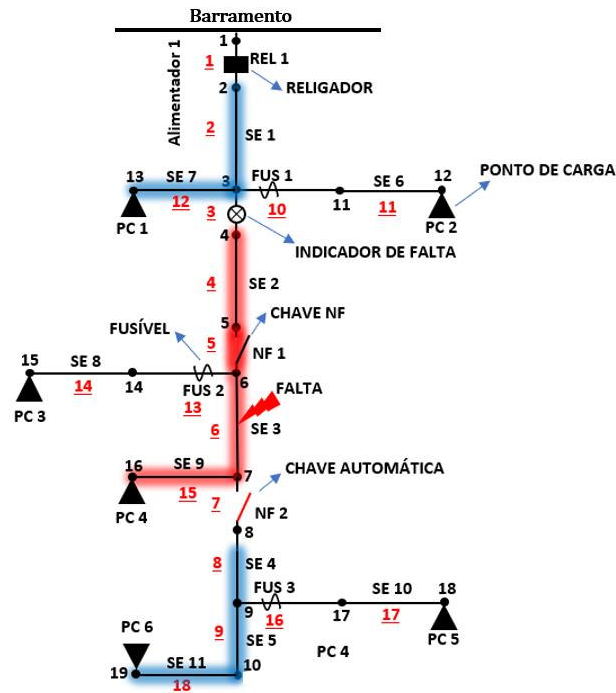 Barramento
Alimentador 1
1
1
REL 1
2
RELIGADOR
2
SE 1
13
SE 7
3
FUS 1
12
SE 6
PONTO DE CARGA
12
3
10
11
11
PC 1
PC 2
4
INDICADOR DE FALTA
4
SE 2
5
CHAVE NF
FUSÍVEL
5
NF 1
15
SE 8
14
14
FUS 2
6
FALTA
PC 3
13
6
SE 3
16
SE 9
7
CHAVE AUTOMÁTICA
PC 4
15
7
NF 2
8
8
FUS 3
SE 10
18
9
16
17
17
PC 6
9
SE 5
PC 4
PC 5
SE 4
19
SE 11
10
18